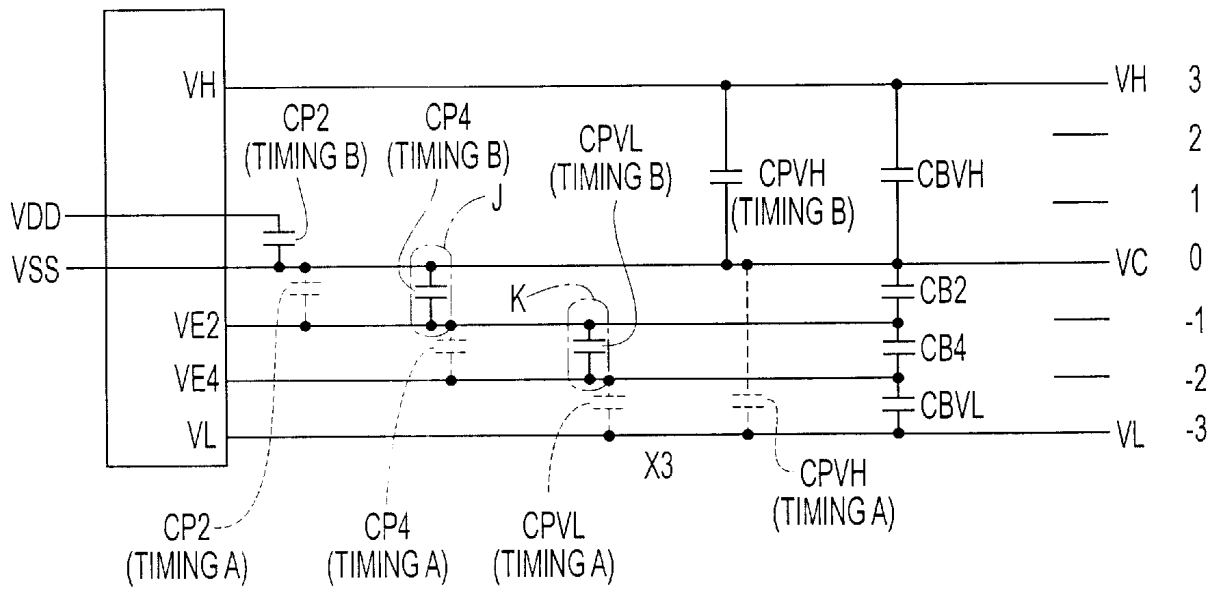 VH
VH 3
CP2
(TIMING B)
CP4
(TIMING B)
CPVL
(TIMING B)
J
2
CPVH
(TIMING B)
CBVH
1
VDD
VSS
VC 0
K
CB2
VE2
-1
CB4
VE4
-2
CBVL
VL
VL -3
X3
CP2
(TIMING A)
CP4
(TIMING A)
CPVL
(TIMING A)
CPVH
(TIMING A)